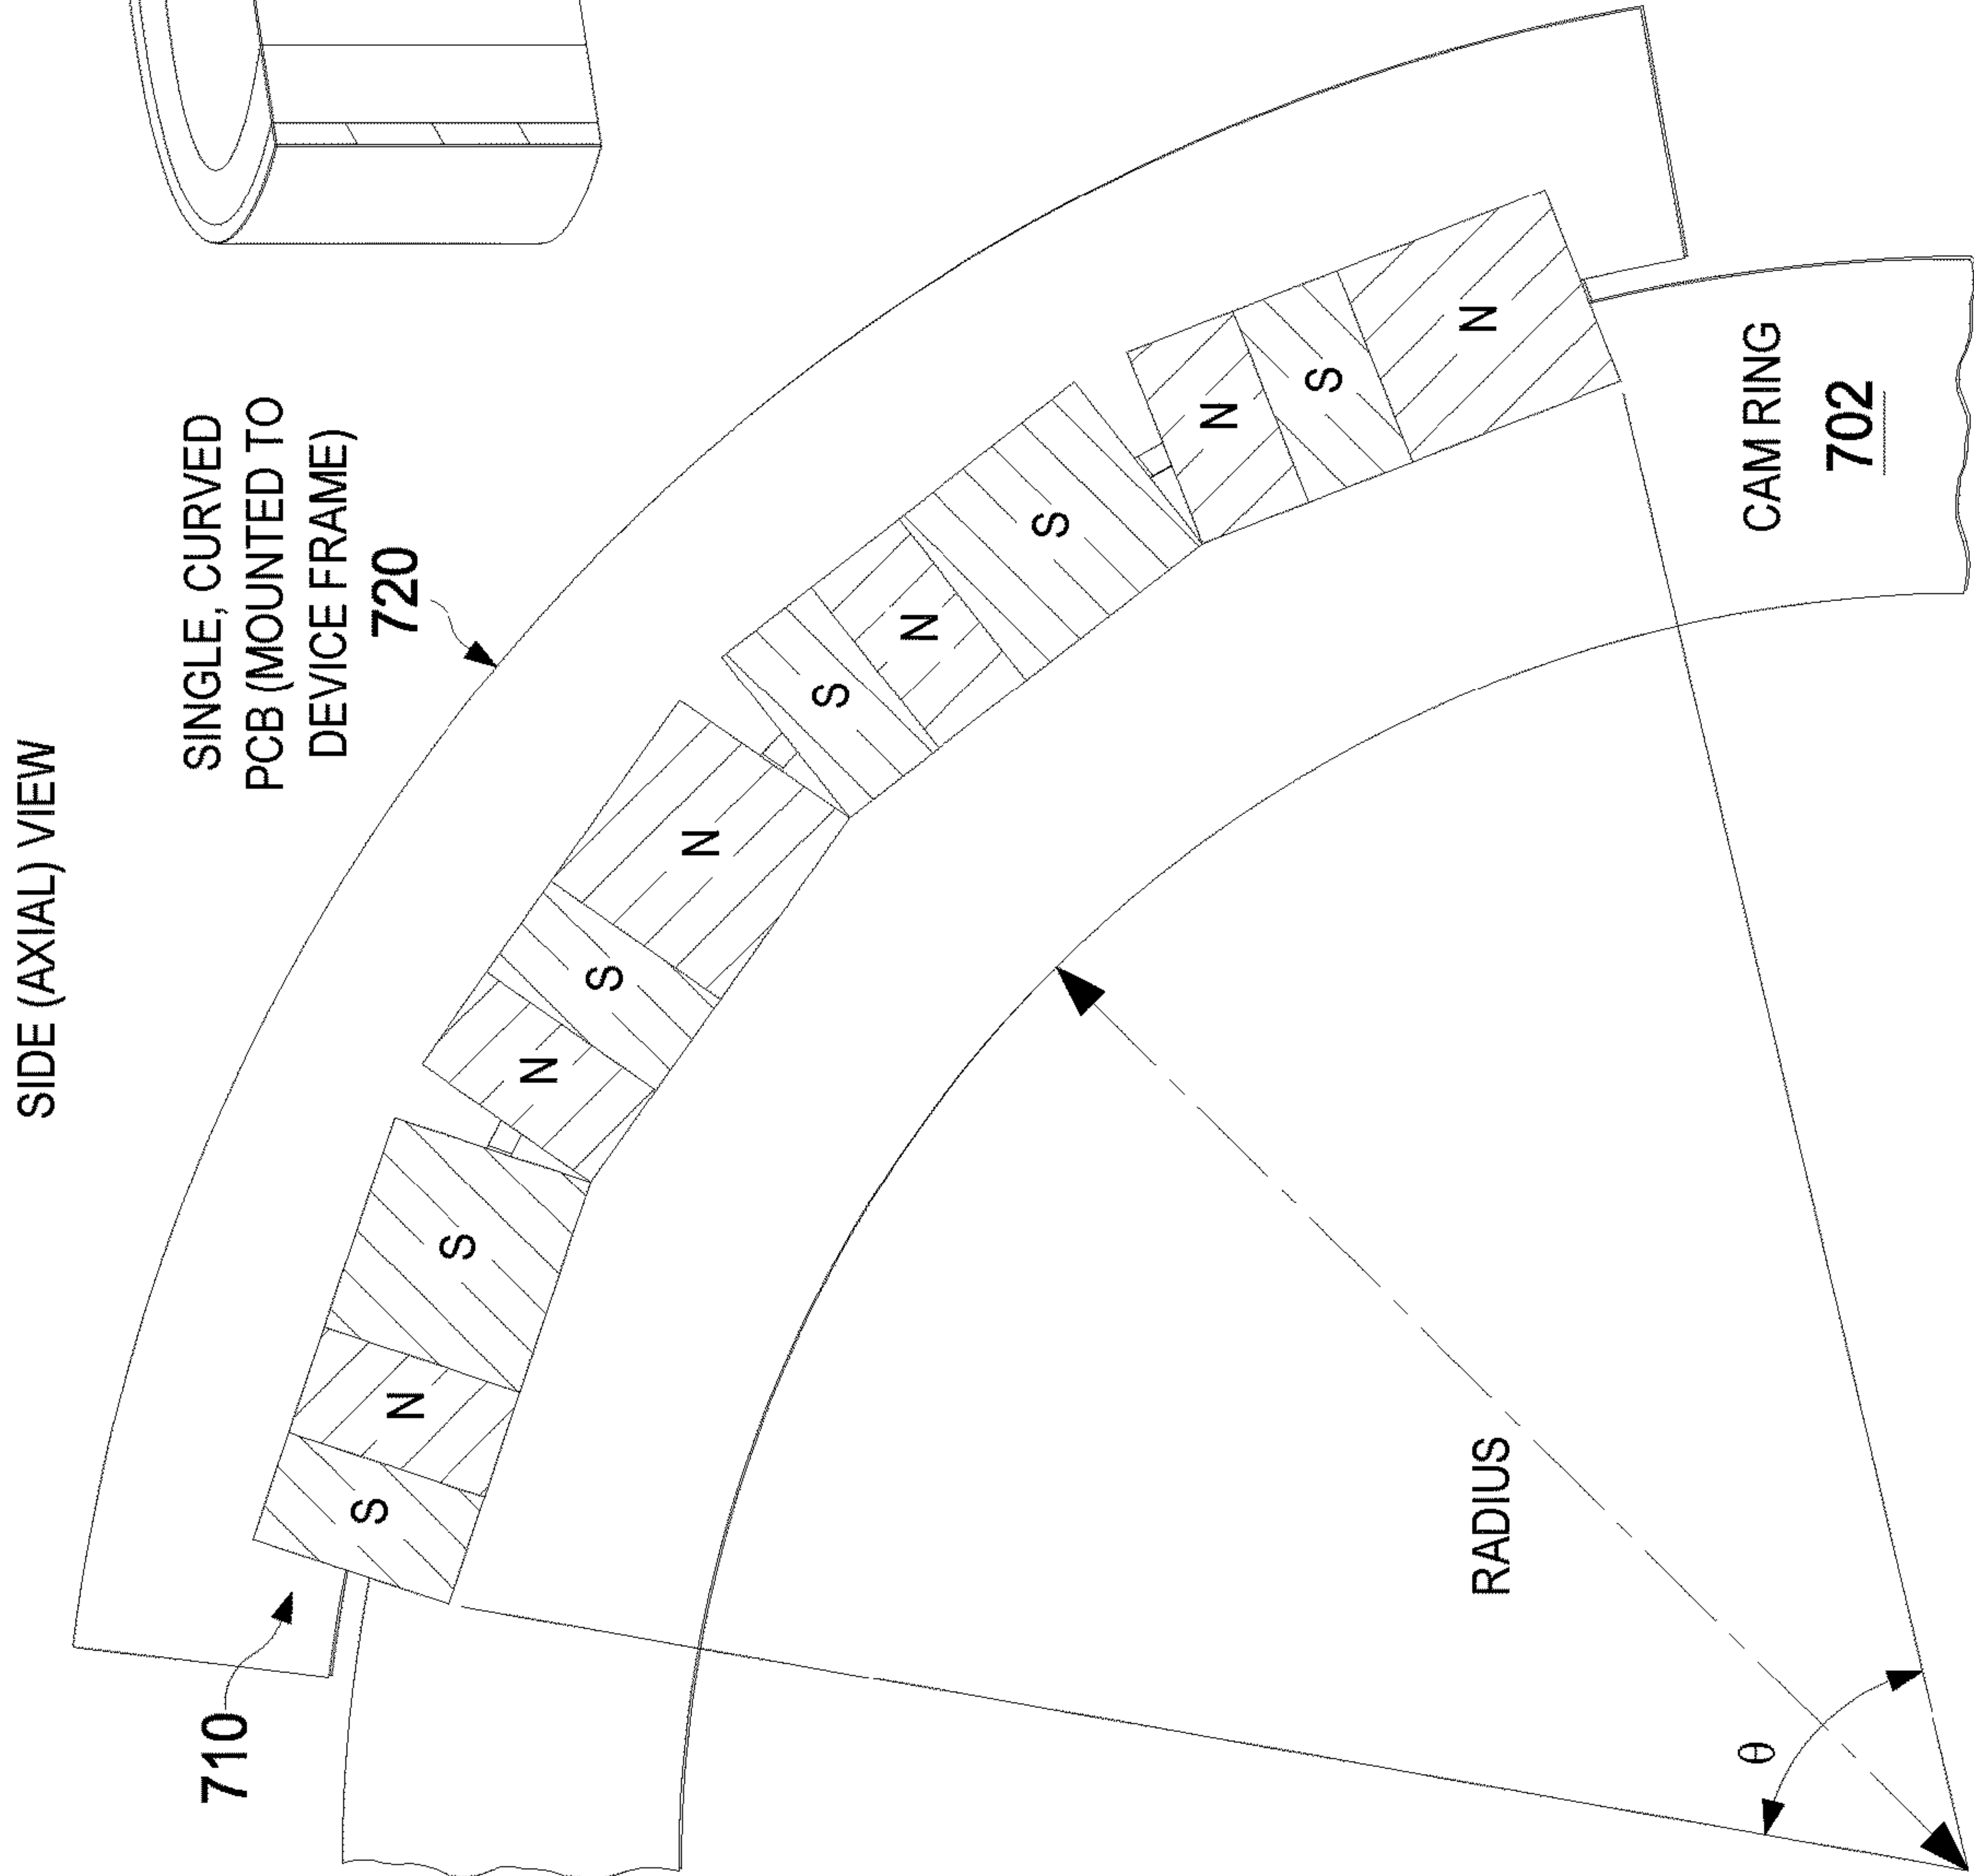 SIDE (AXIAL) VIEW
SINGLE, CURVED
PCB (MOUNTED TO
DEVICE FRAME)
720
710
S
N
S
N
S
N
S
N
S
N
S
N
CAM RING
702
RADIUS
θ